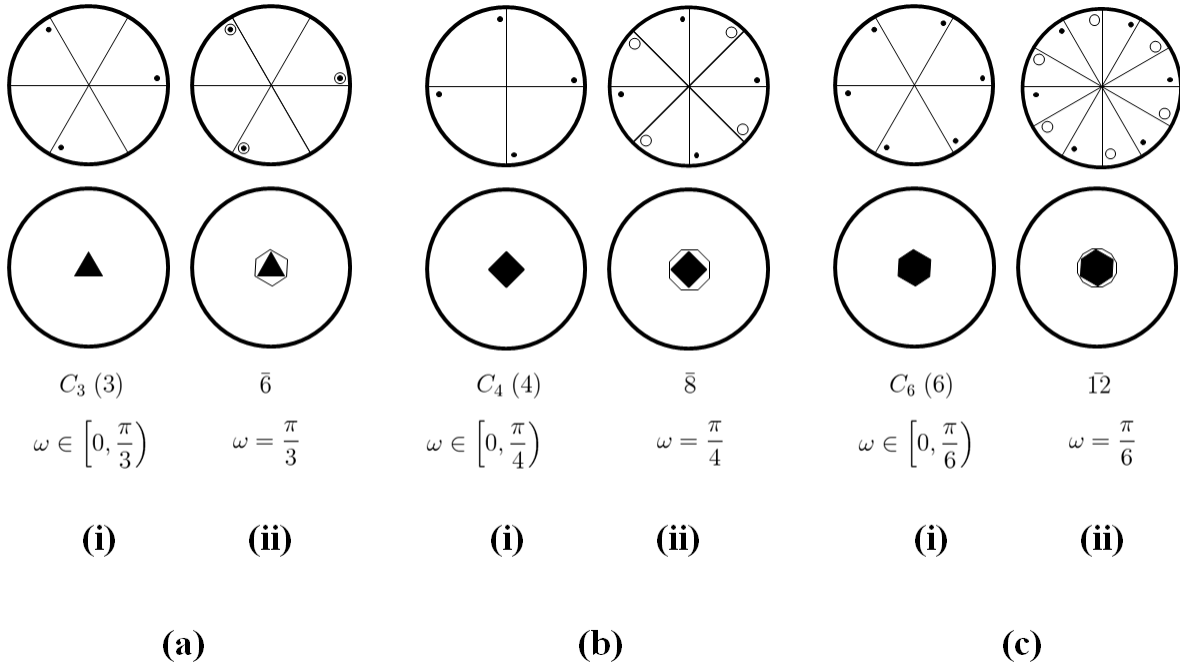 C₃ (3) 6̄ C₄ (4) 8̄ C₆ (6) 1̄2̄
ω ∈ [0, π/3) ω = π/3 ω ∈ [0, π/4) ω = π/4 ω ∈ [0, π/6) ω = π/6
(i) (ii) (i) (ii) (i) (ii)
(a) (b) (c)